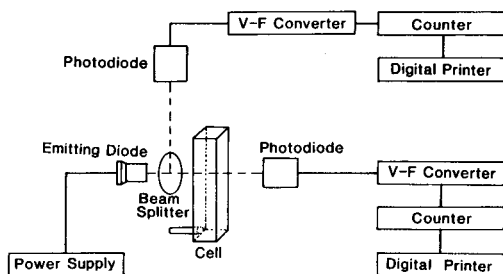 V-F Converter
Counter
Photodiode
Digital Printer
Emitting Diode
Photodiode
Beam
Splitter
V-F Converter
Counter
Cell
Power Supply
Digital Printer